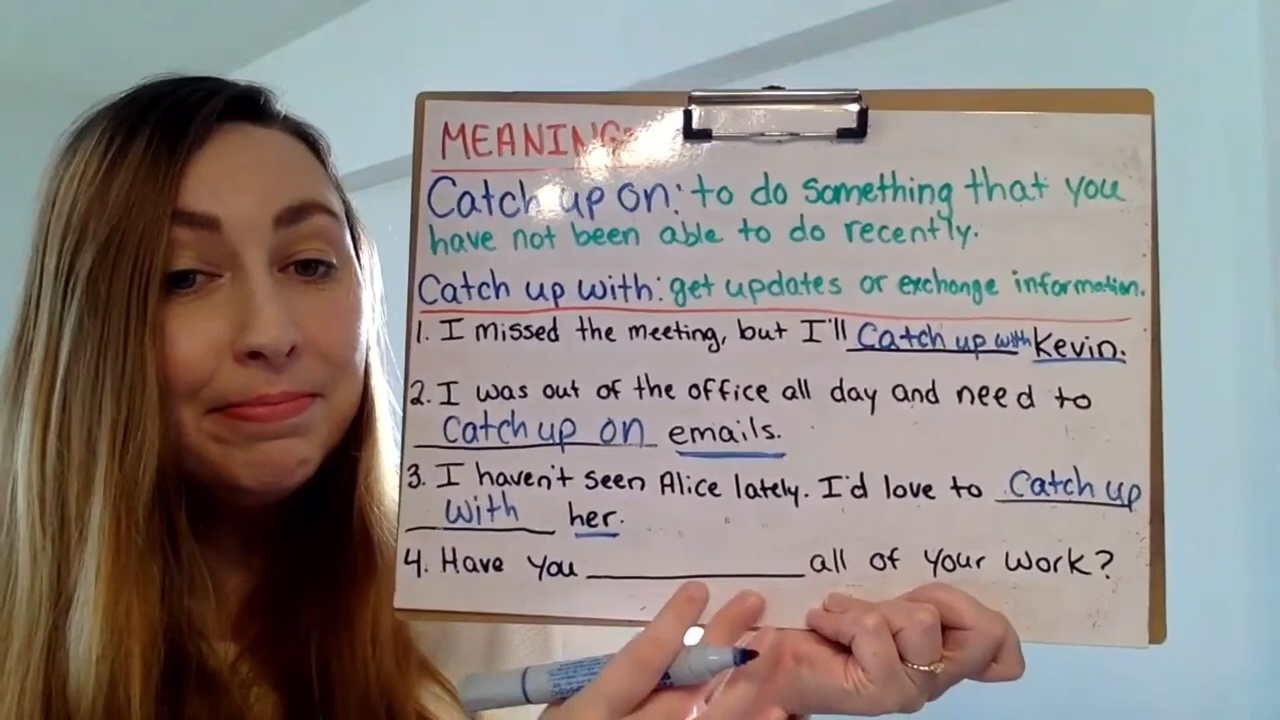 MEANING:
Catch up on: to do something that you
have not been able to do recently.
Catch up with: get updates or exchange information.
1. I missed the meeting, but I'll Catch up with Kevin.
2. I was out of the office all day and need to
Catch up on emails.
3. I haven't seen Alice lately. I'd love to Catch up
with her.
4. Have you __________ all of your work?